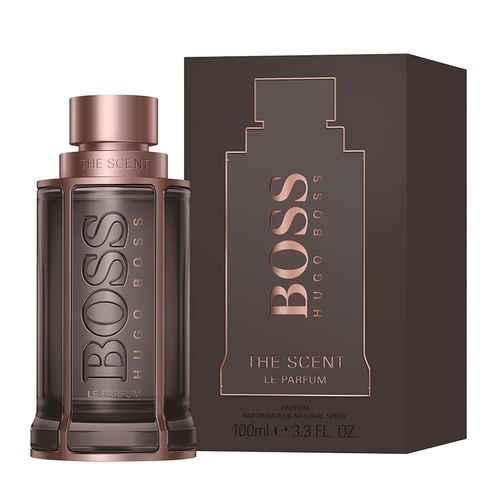 THE SCENT
BOSS
HUGO BOSS
LE PARFUM
BOSS
HUGO BOSS
THE SCENT
LE PARFUM
PARFUM
VAPORISATEUR NATURAL SPRAY
100ml ℮ 3.3 FL. OZ.